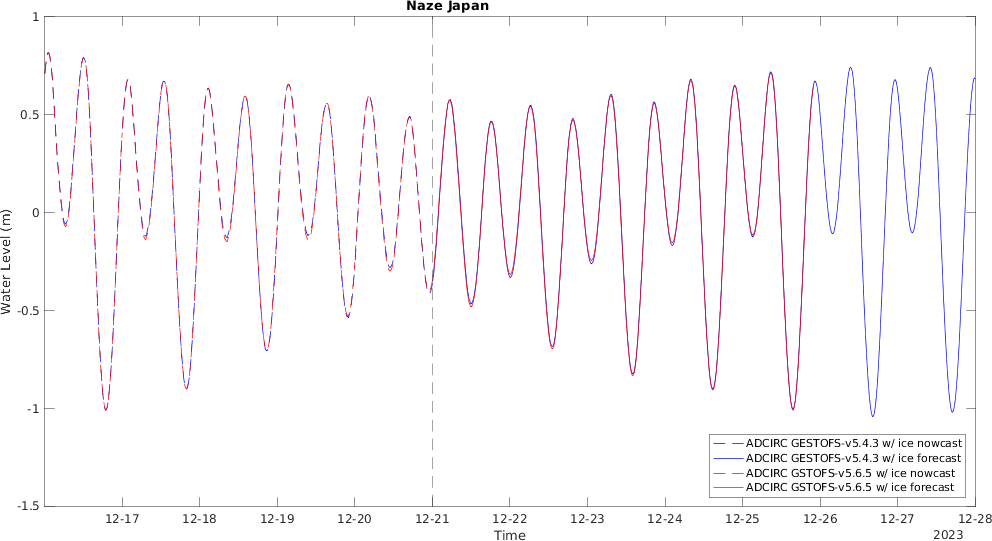 Naze Japan
1
0.5
0
-0.5
-1
-1.5
Water Level (m)
ADCIRC GESTOFS-v5.4.3 w/ ice nowcast
ADCIRC GESTOFS-v5.4.3 w/ ice forecast
ADCIRC GSTOFS-v5.6.5 w/ ice nowcast
ADCIRC GSTOFS-v5.6.5 w/ ice forecast
12-17 12-18 12-19 12-20 12-21 12-22 12-23 12-24 12-25 12-26 12-27 12-28
Time
2023